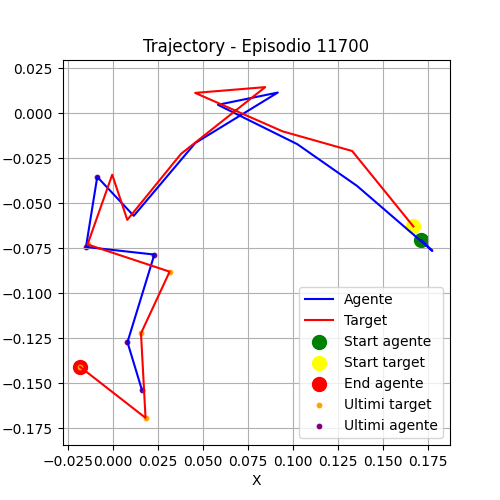 Trajectory - Episodio 11700
0.025
0.000
−0.025
−0.050
−0.075
−0.100
−0.125
−0.150
−0.175
Agente
Target
Start agente
Start target
End agente
Ultimi target
Ultimi agente
−0.025 0.000 0.025 0.050 0.075 0.100 0.125 0.150 0.175
X